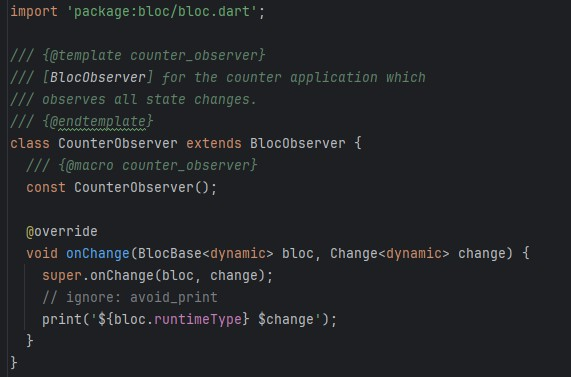 import 'package:bloc/bloc.dart';
/// {@template counter_observer}
/// [BlocObserver] for the counter application which
/// observes all state changes.
/// {@endtemplate}
class CounterObserver extends BlocObserver {
/// {@macro counter_observer}
const CounterObserver();
@override
void onChange(BlocBase<dynamic> bloc, Change<dynamic> change) {
super.onChange(bloc, change);
// ignore: avoid_print
print('${bloc.runtimeType} $change');
}
}